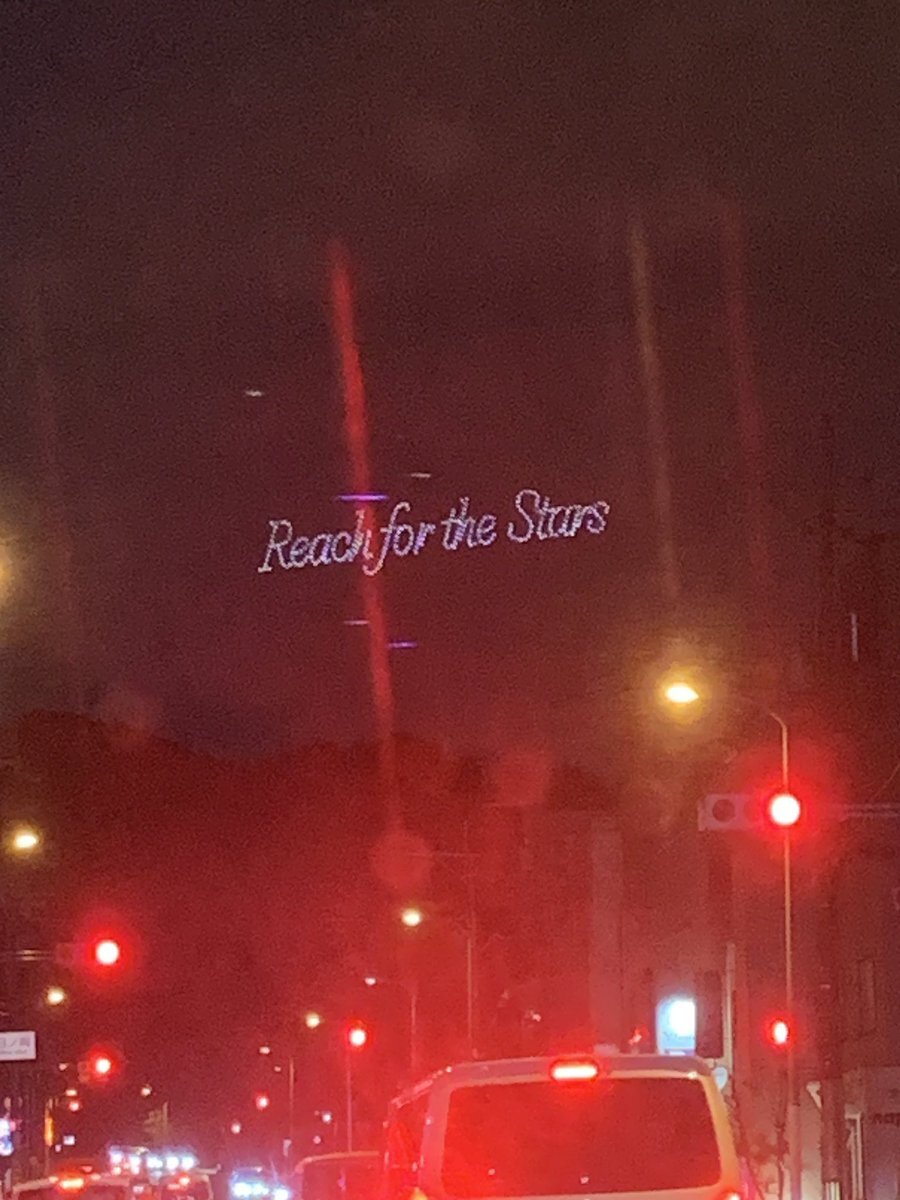 Reach for the Stars